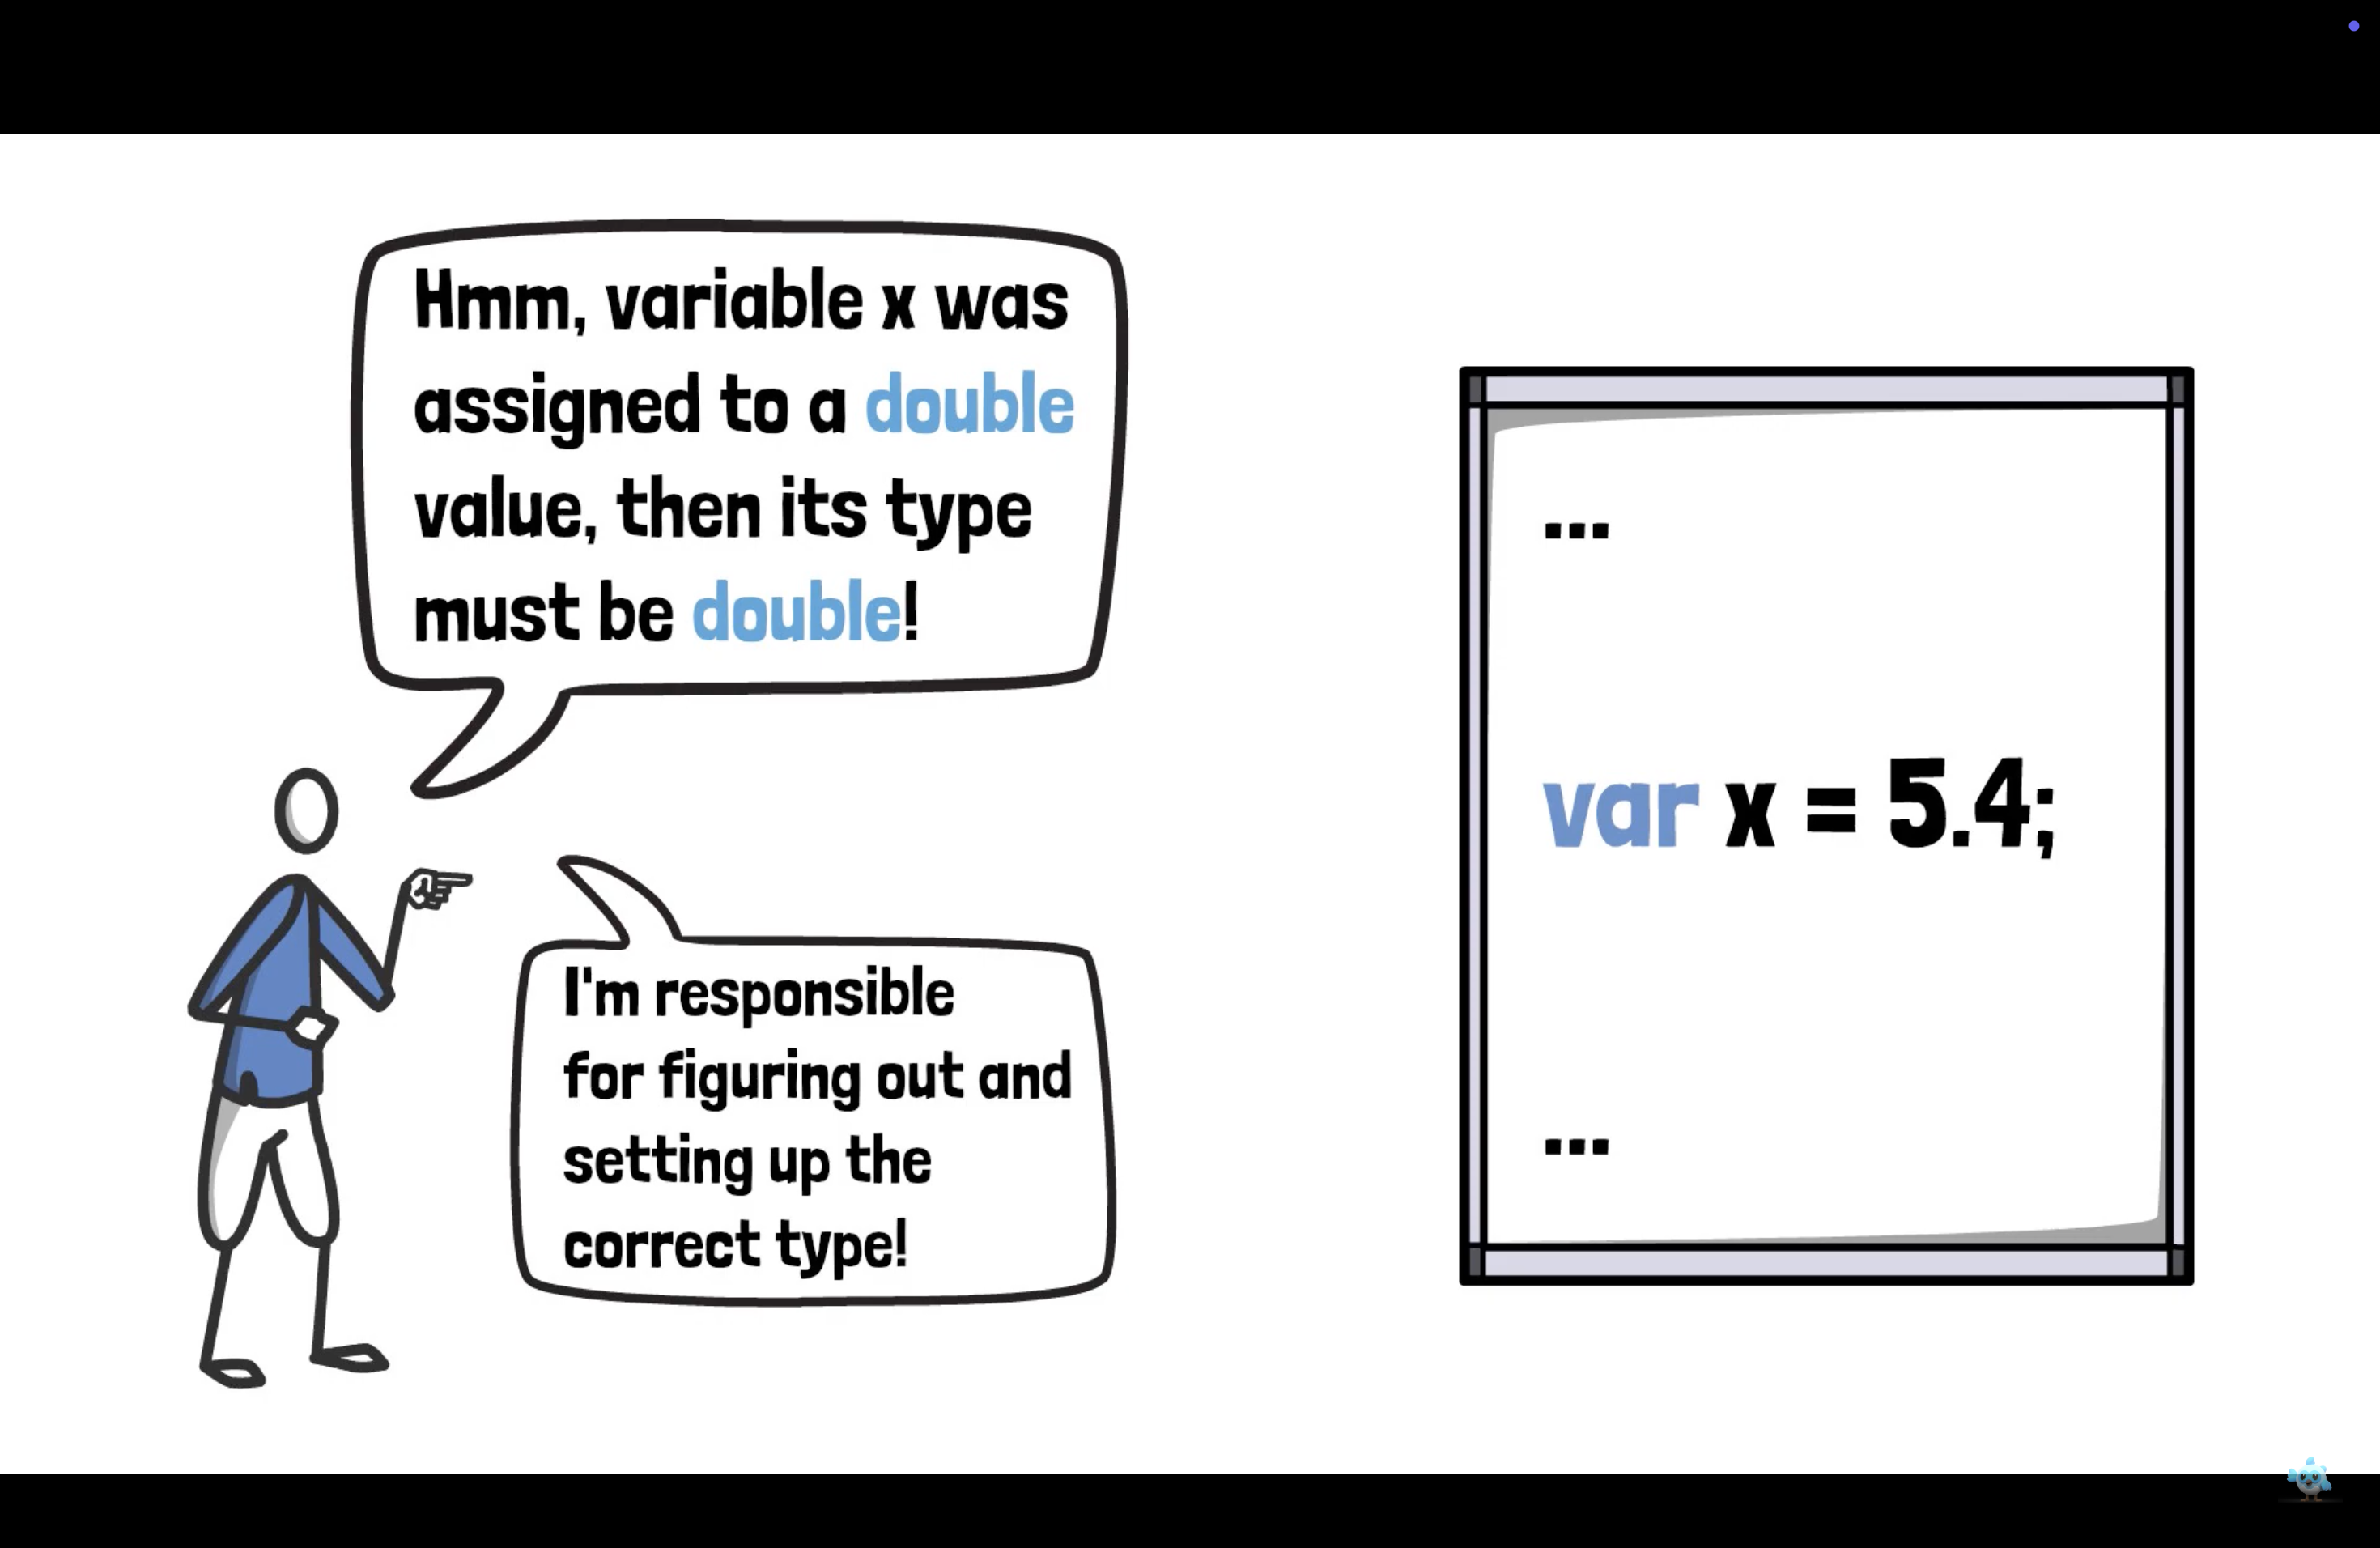 Hmm, variable x was
assigned to a double
value, then its type
must be double!
I'm responsible
for figuring out and
setting up the
correct type!
...
var x = 5.4;
...